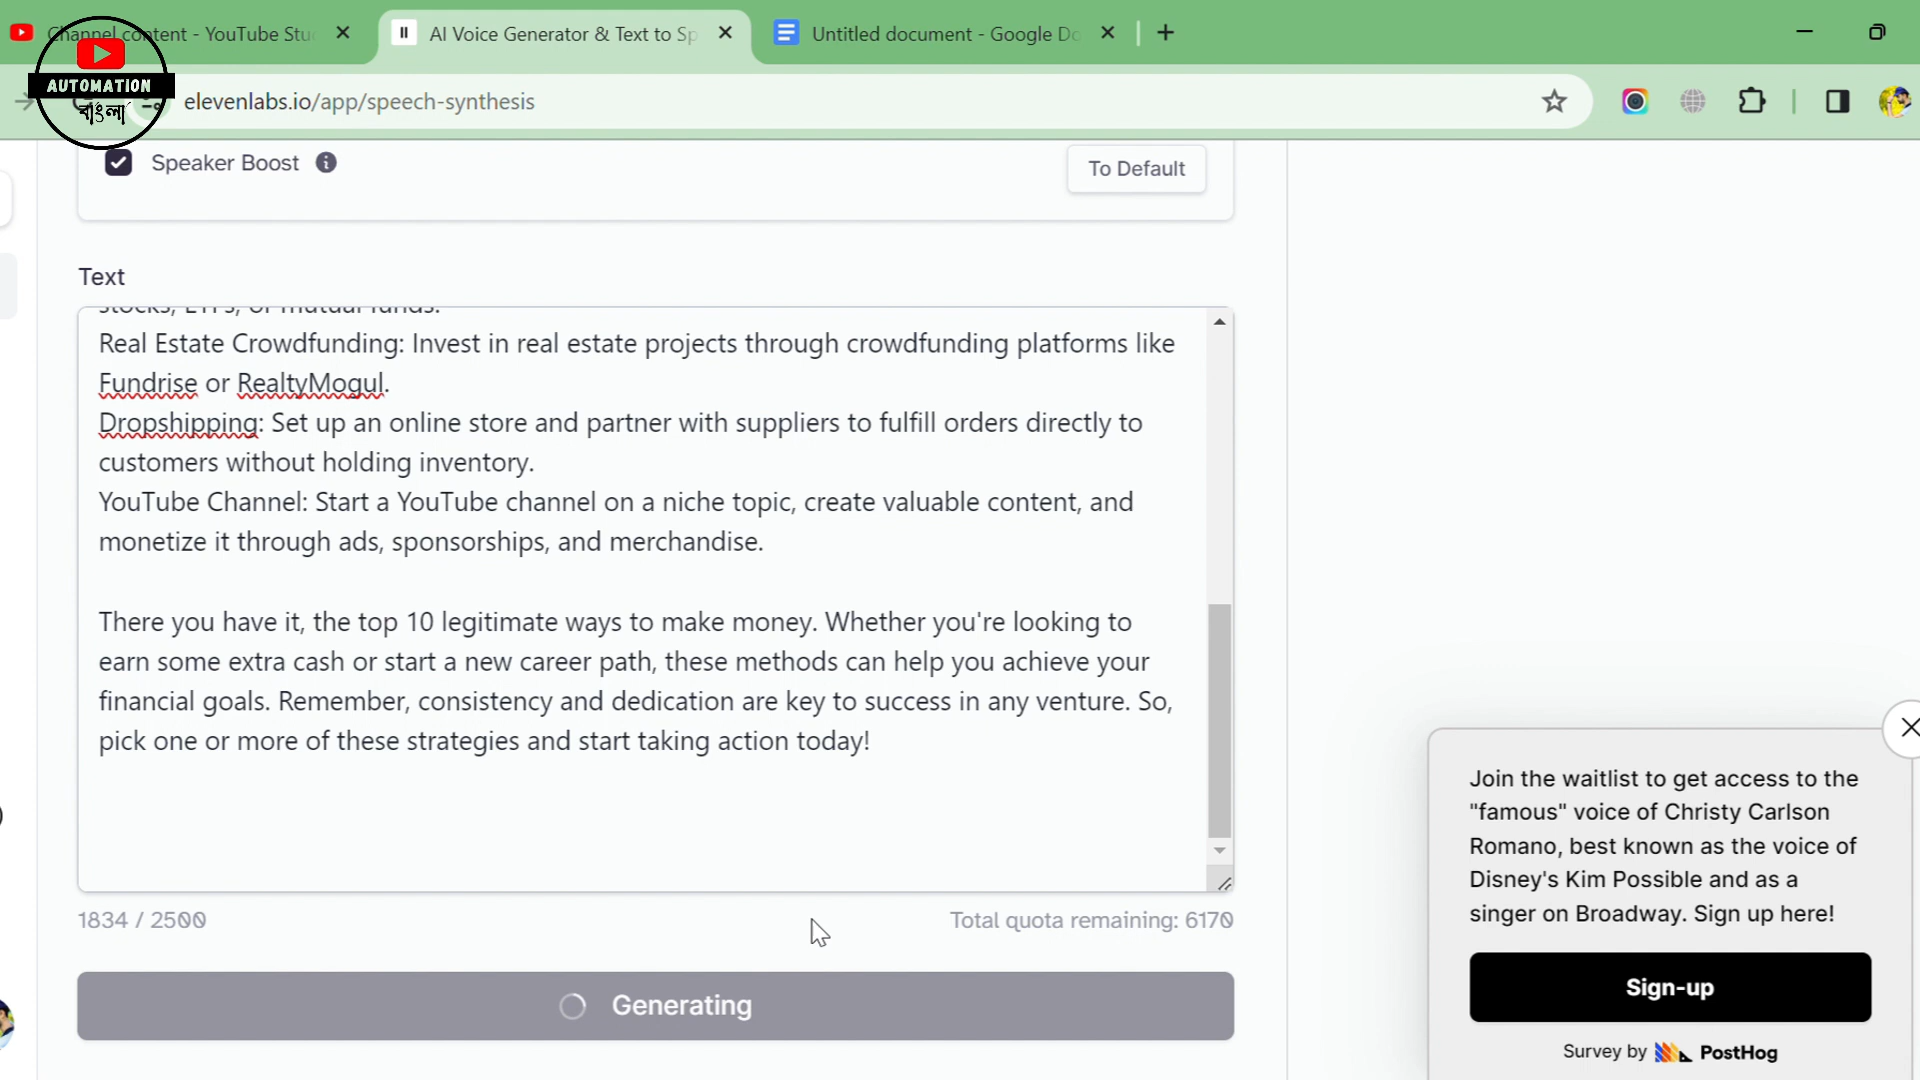 Channel content - YouTube Stu
AI Voice Generator & Text to Sp
Untitled document - Google Do
AUTOMATION
বাংলা
elevenlabs.io/app/speech-synthesis
Speaker Boost
To Default
Text
stocks, ETFs, or mutual funds.
Real Estate Crowdfunding: Invest in real estate projects through crowdfunding platforms like
Fundrise or RealtyMogul.
Dropshipping: Set up an online store and partner with suppliers to fulfill orders directly to
customers without holding inventory.
YouTube Channel: Start a YouTube channel on a niche topic, create valuable content, and
monetize it through ads, sponsorships, and merchandise.
There you have it, the top 10 legitimate ways to make money. Whether you're looking to
earn some extra cash or start a new career path, these methods can help you achieve your
financial goals. Remember, consistency and dedication are key to success in any venture. So,
pick one or more of these strategies and start taking action today!
1834 / 2500
Total quota remaining: 6170
Generating
Join the waitlist to get access to the
"famous" voice of Christy Carlson
Romano, best known as the voice of
Disney's Kim Possible and as a
singer on Broadway. Sign up here!
Sign-up
Survey by PostHog